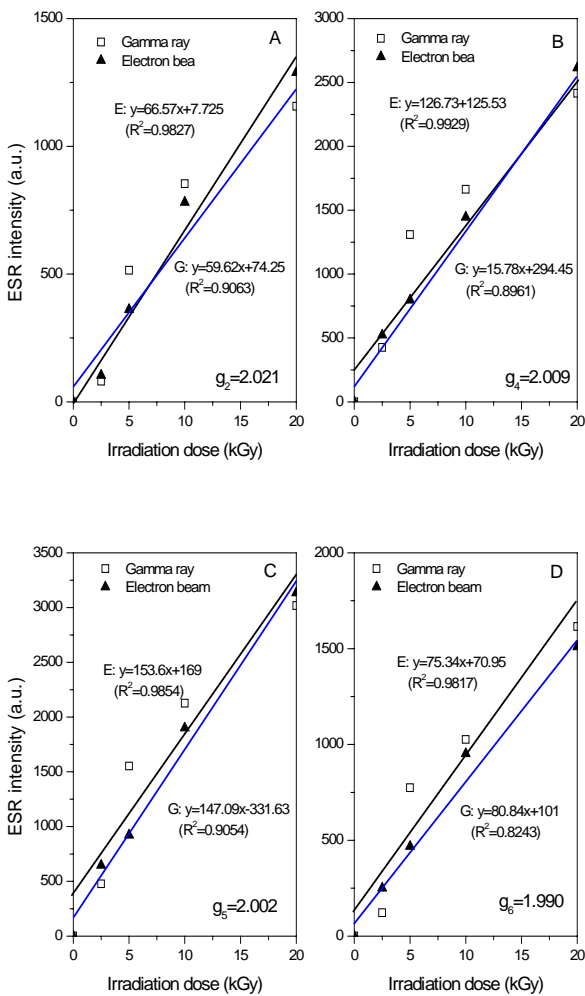 1500
1000
500
0
ESR intensity (a.u.)
Gamma ray
Electron bea
A
E: y=66.57x+7.725
(R²=0.9827)
G: y=59.62x+74.25
(R²=0.9063)
g₂=2.021
0 5 10 15 20
Irradiation dose (kGy)
3000
2500
2000
1500
1000
500
0
Gamma ray
Electron bea
B
E: y=126.73+125.53
(R²=0.9929)
G: y=15.78x+294.45
(R²=0.8961)
g₄=2.009
0 5 10 15 20
Irradiation dose (kGy)
3500
3000
2500
2000
1500
1000
500
0
ESR intensity (a.u.)
Gamma ray
Electron beam
C
E: y=153.6x+169
(R²=0.9854)
G: y=147.09x-331.63
(R²=0.9054)
g₅=2.002
0 5 10 15 20
Irradiation dose (kGy)
2000
1500
1000
500
0
Gamma ray
Electron beam
D
E: y=75.34x+70.95
(R²=0.9817)
G: y=80.84x+101
(R²=0.8243)
g₆=1.990
0 5 10 15 20
Irradiation dose (kGy)